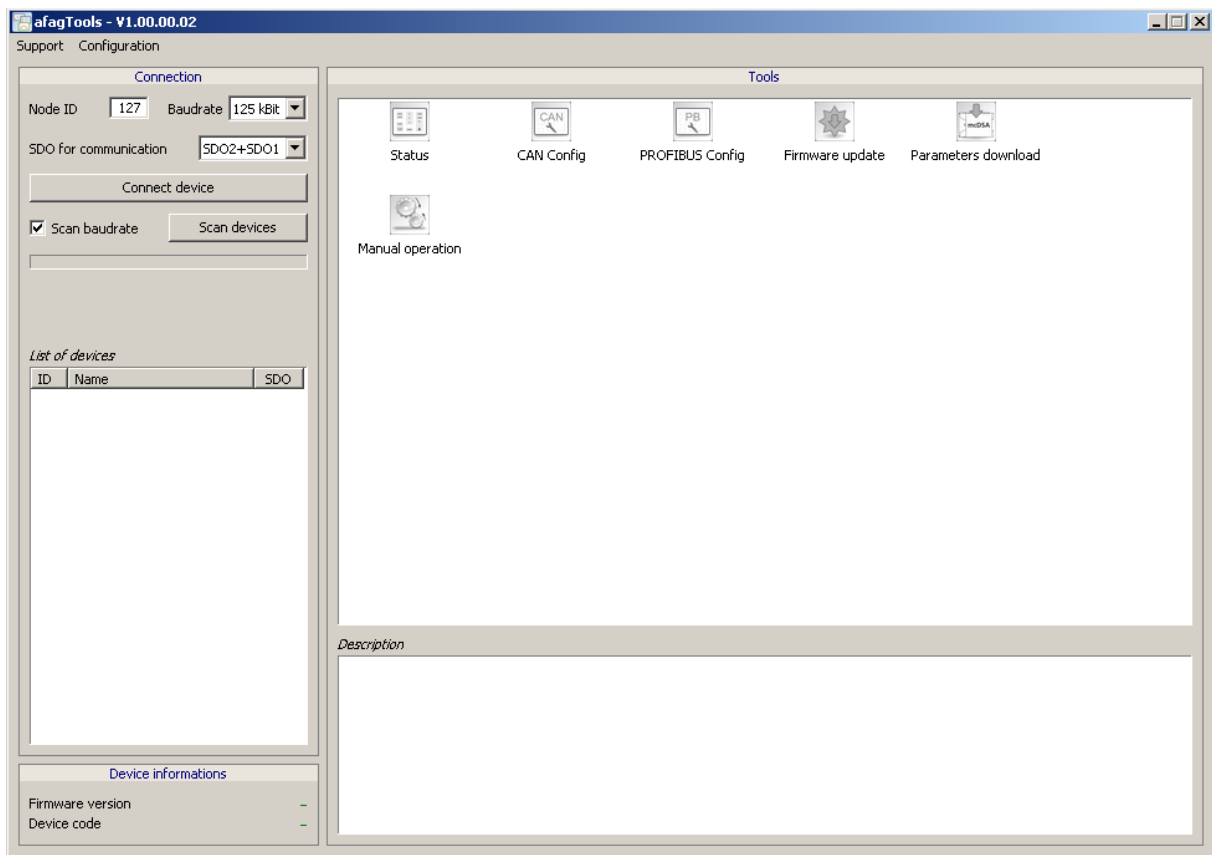 afagTools - V1.00.00.02
Support Configuration
Connection
Node ID 127 Baudrate 125 kBit
SDO for communication SDO2+SDO1
Connect device
Scan baudrate Scan devices
List of devices
ID Name SDO
Device informations
Firmware version -
Device code -
Tools
CAN PB mcDSA
Status CAN Config PROFIBUS Config Firmware update Parameters download
Manual operation
Description